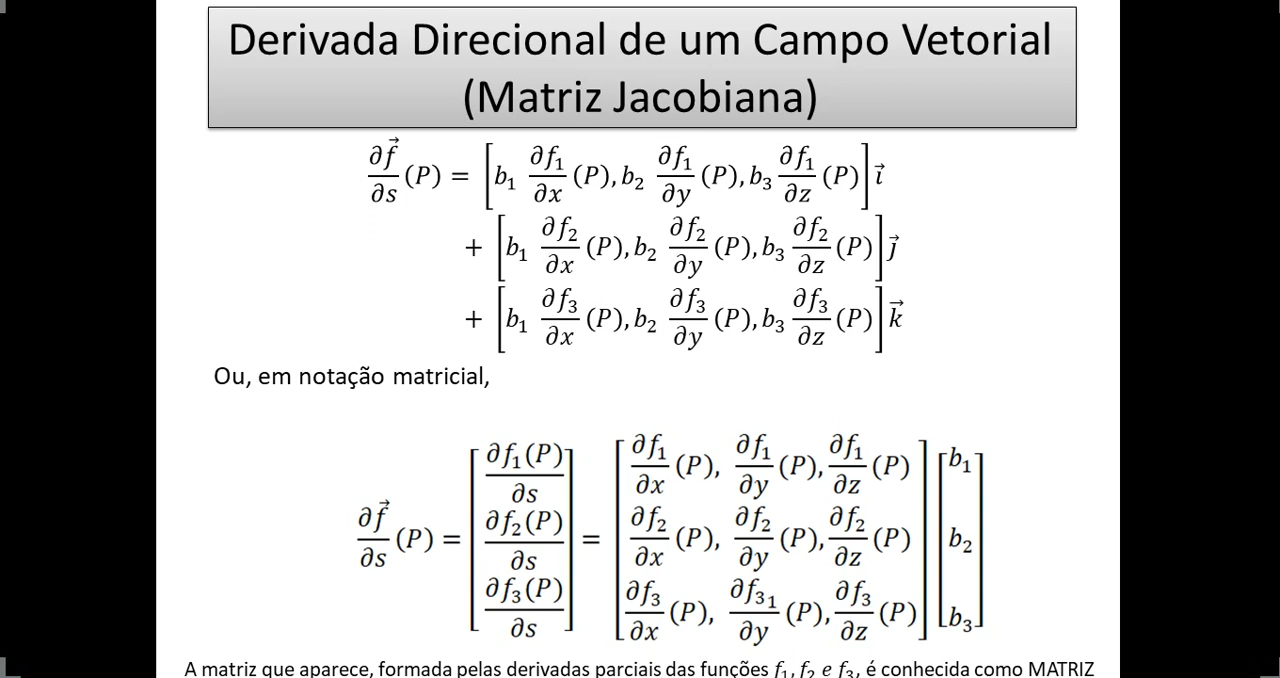 Derivada Direcional de um Campo Vetorial
(Matriz Jacobiana)
∂f⃗/∂s (P) = [b₁ ∂f₁/∂x (P), b₂ ∂f₁/∂y (P), b₃ ∂f₁/∂z (P)] i⃗
+ [b₁ ∂f₂/∂x (P), b₂ ∂f₂/∂y (P), b₃ ∂f₂/∂z (P)] j⃗
+ [b₁ ∂f₃/∂x (P), b₂ ∂f₃/∂y (P), b₃ ∂f₃/∂z (P)] k⃗
Ou, em notação matricial,
∂f⃗/∂s (P) = [∂f₁(P)/∂s; ∂f₂(P)/∂s; ∂f₃(P)/∂s] = [∂f₁/∂x (P), ∂f₁/∂y (P), ∂f₁/∂z (P); ∂f₂/∂x (P), ∂f₂/∂y (P), ∂f₂/∂z (P); ∂f₃/∂x (P), ∂f₃₁/∂y (P), ∂f₃/∂z (P)] [b₁; b₂; b₃]
A matriz que aparece, formada pelas derivadas parciais das funções f₁, f₂ e f₃, é conhecida como MATRIZ